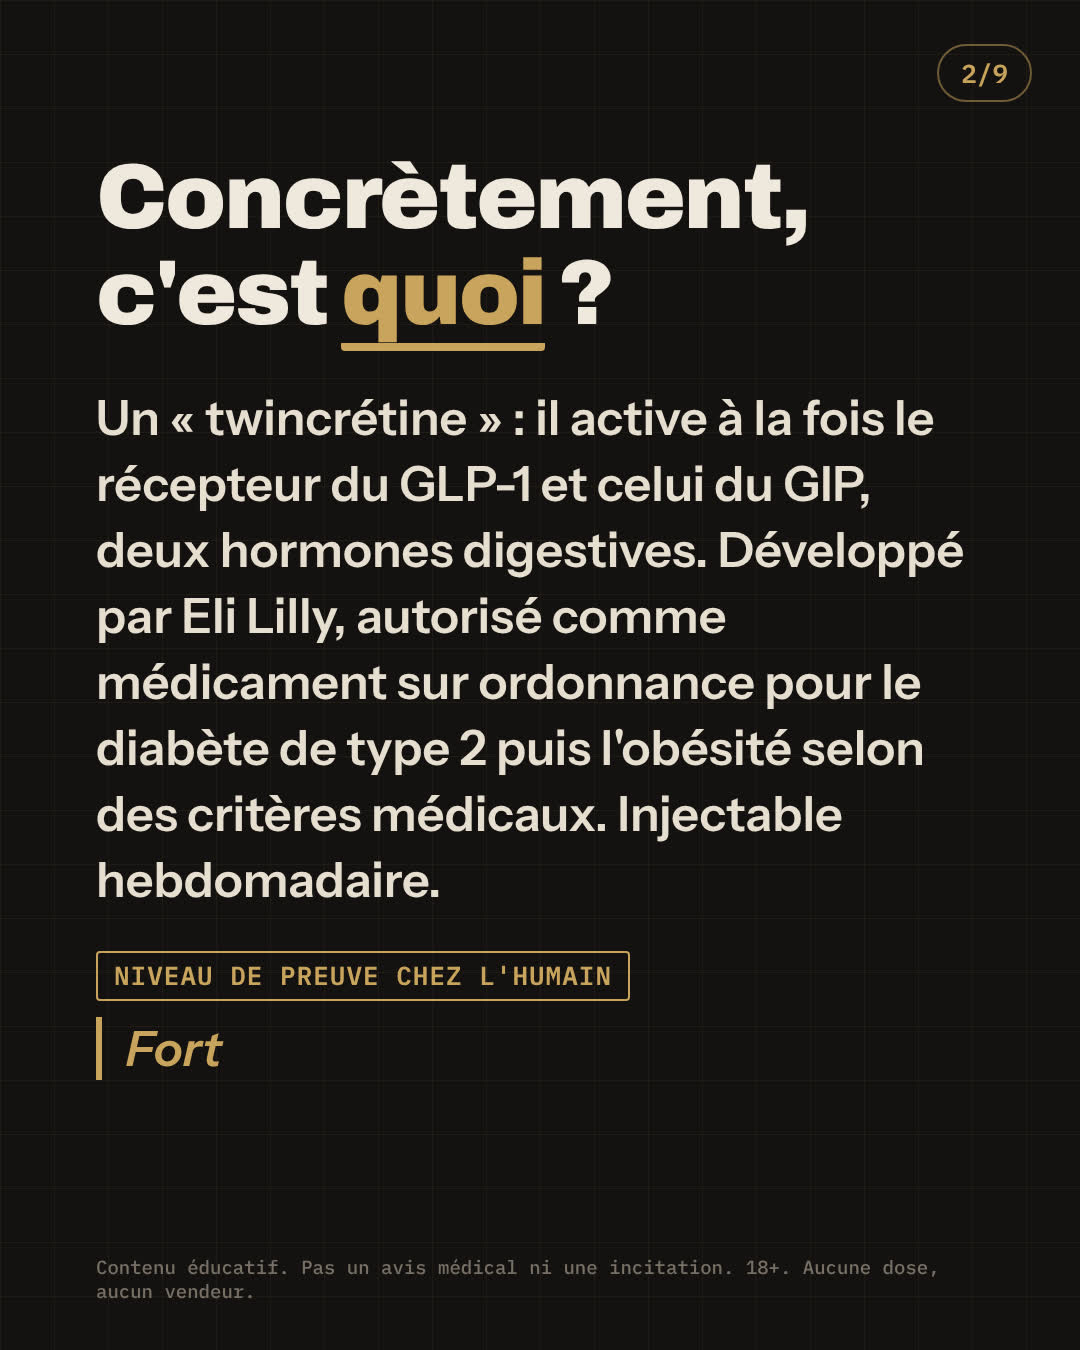 2/9
Concrètement,
c'est quoi ?
Un « twincrétine » : il active à la fois le
récepteur du GLP-1 et celui du GIP,
deux hormones digestives. Développé
par Eli Lilly, autorisé comme
médicament sur ordonnance pour le
diabète de type 2 puis l'obésité selon
des critères médicaux. Injectable
hebdomadaire.
NIVEAU DE PREUVE CHEZ L'HUMAIN
Fort
Contenu éducatif. Pas un avis médical ni une incitation. 18+. Aucune dose,
aucun vendeur.